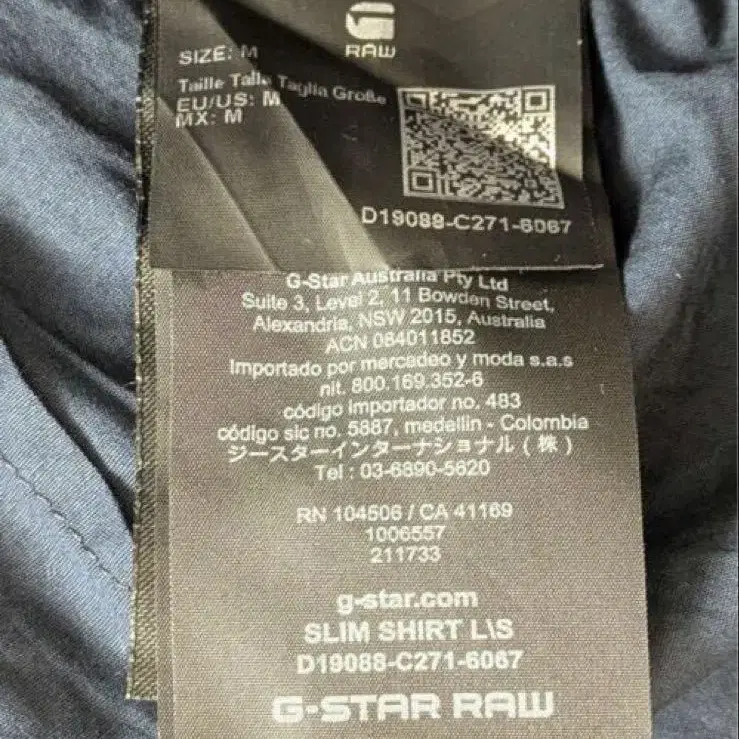 G
RAW
SIZE: M
Taille Talla Taglia Große
EU/US: M
MX: M
D19088-C271-6067
G-Star Australia Pty Ltd
Suite 3, Level 2, 11 Bowden Street,
Alexandria, NSW 2015, Australia
ACN 084011852
Importado por mercadeo y moda s.a.s
nit. 800.169.352-6
código importador no. 483
código sic no. 5887, medellin - Colombia
ジースターインターナショナル ( 株 )
Tel : 03-6890-5620
RN 104506 / CA 41169
1006557
211733
g-star.com
SLIM SHIRT L\S
D19088-C271-6067
G-STAR RAW